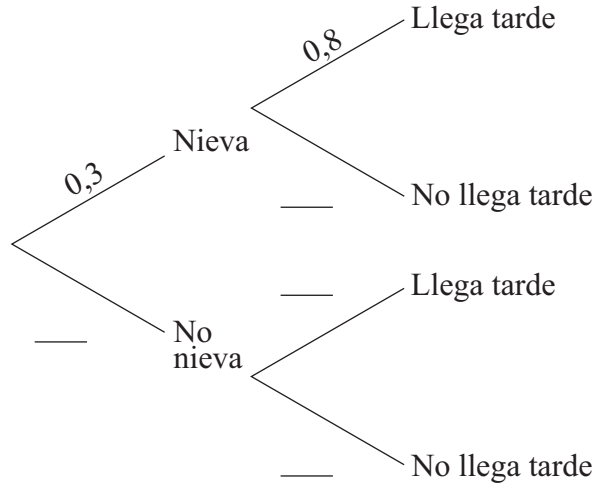 Llega tarde
0,8
Nieva
0,3
No llega tarde
Llega tarde
No
nieva
No llega tarde